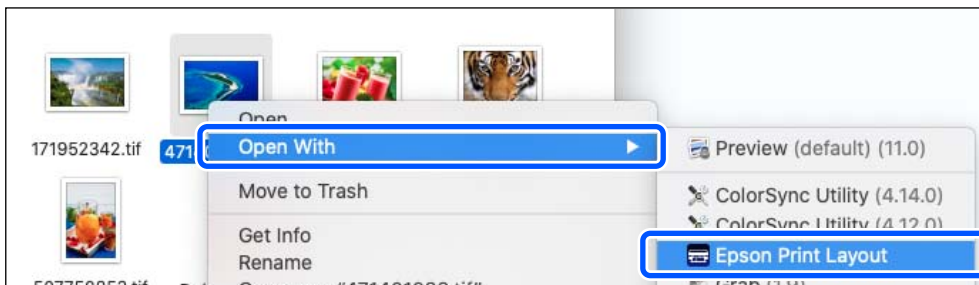 171952342.tif
Open
Open With
Move to Trash
Get Info
Rename
Preview (default) (11.0)
ColorSync Utility (4.14.0)
ColorSync Utility (4.12.0)
Epson Print Layout